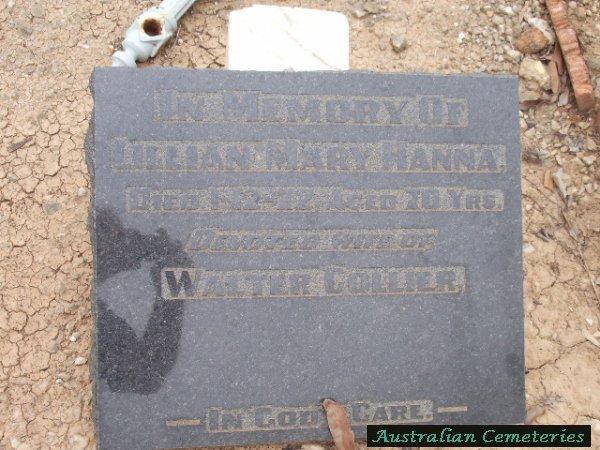 In Memory Of
Lillian Mary Hanna.
Died Aged 70 Yrs.
Devoted wife of
Walter Collier.
— In God's Care. —
Australian Cemeteries